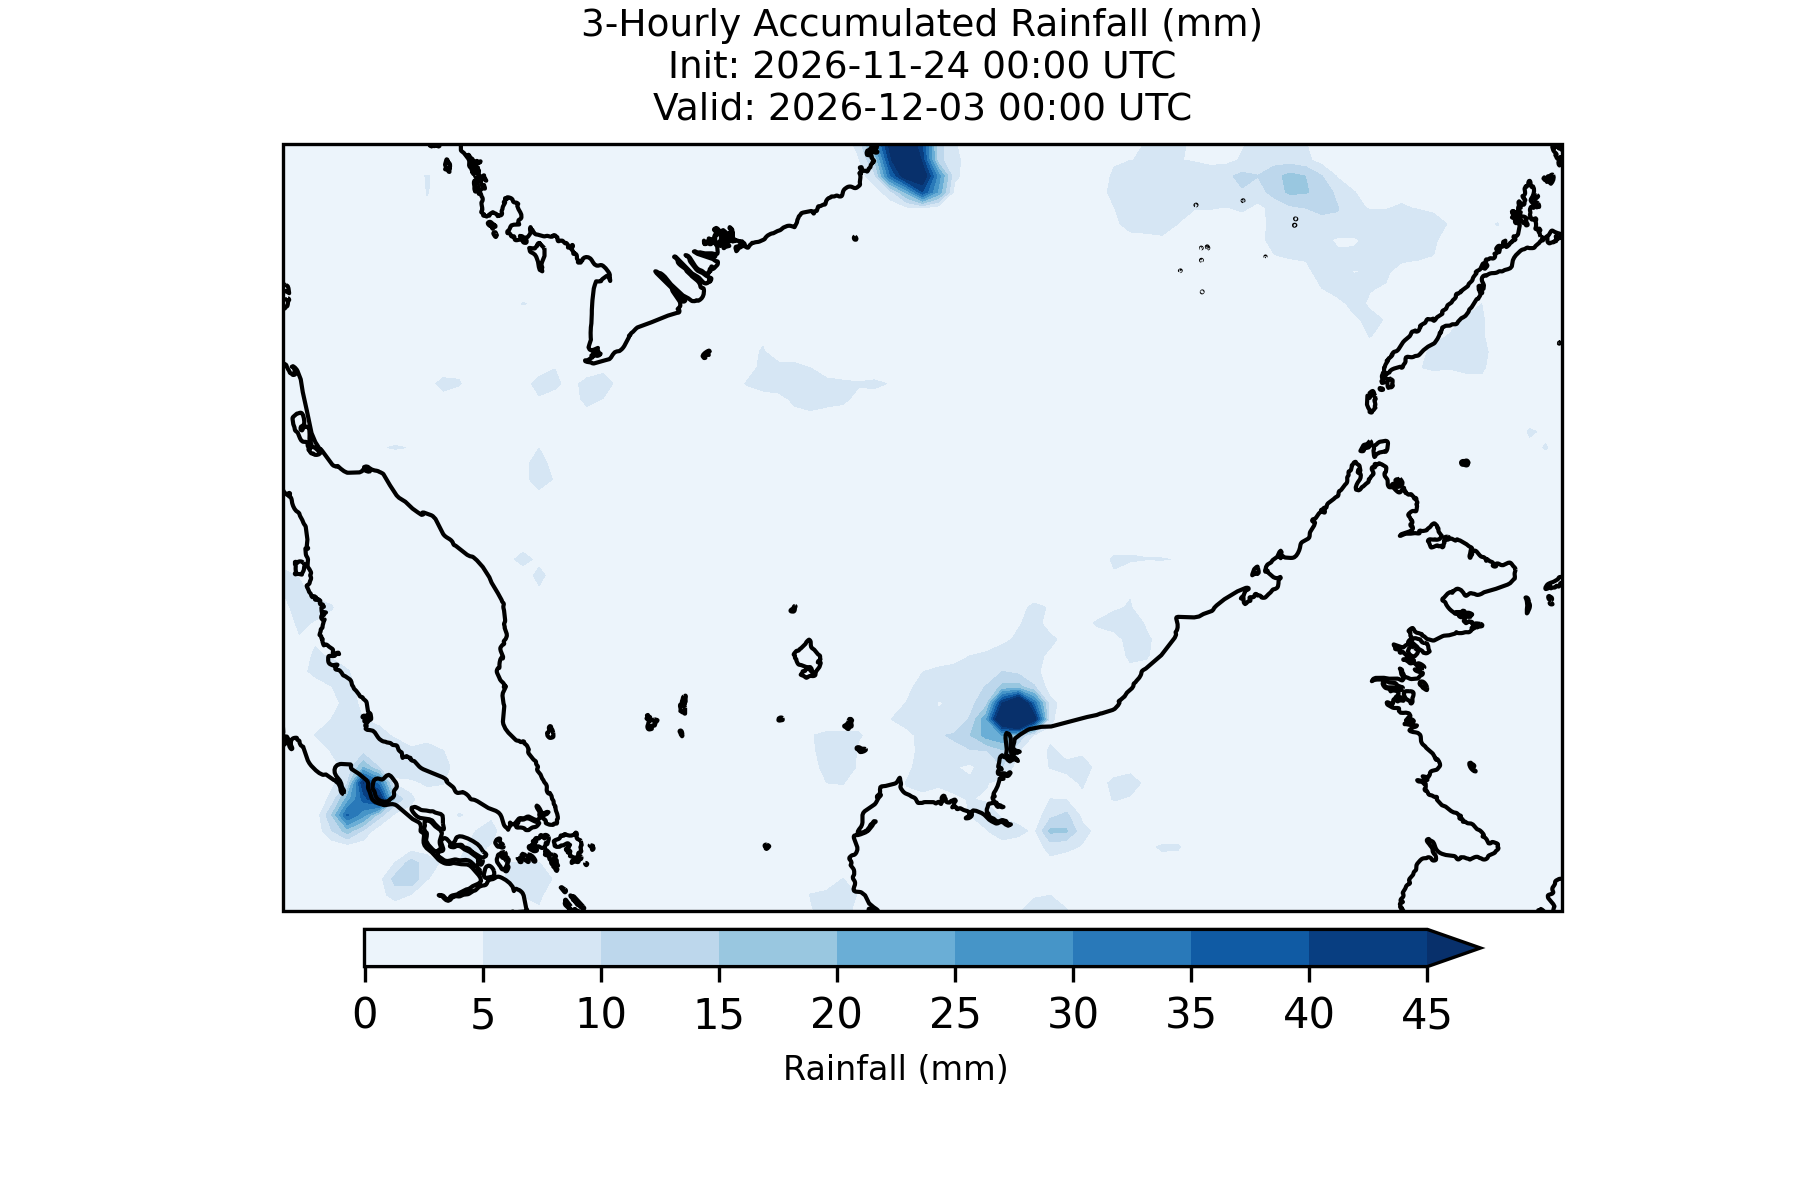 3-Hourly Accumulated Rainfall (mm)
Init: 2026-11-24 00:00 UTC
Valid: 2026-12-03 00:00 UTC
0 5 10 15 20 25 30 35 40 45
Rainfall (mm)